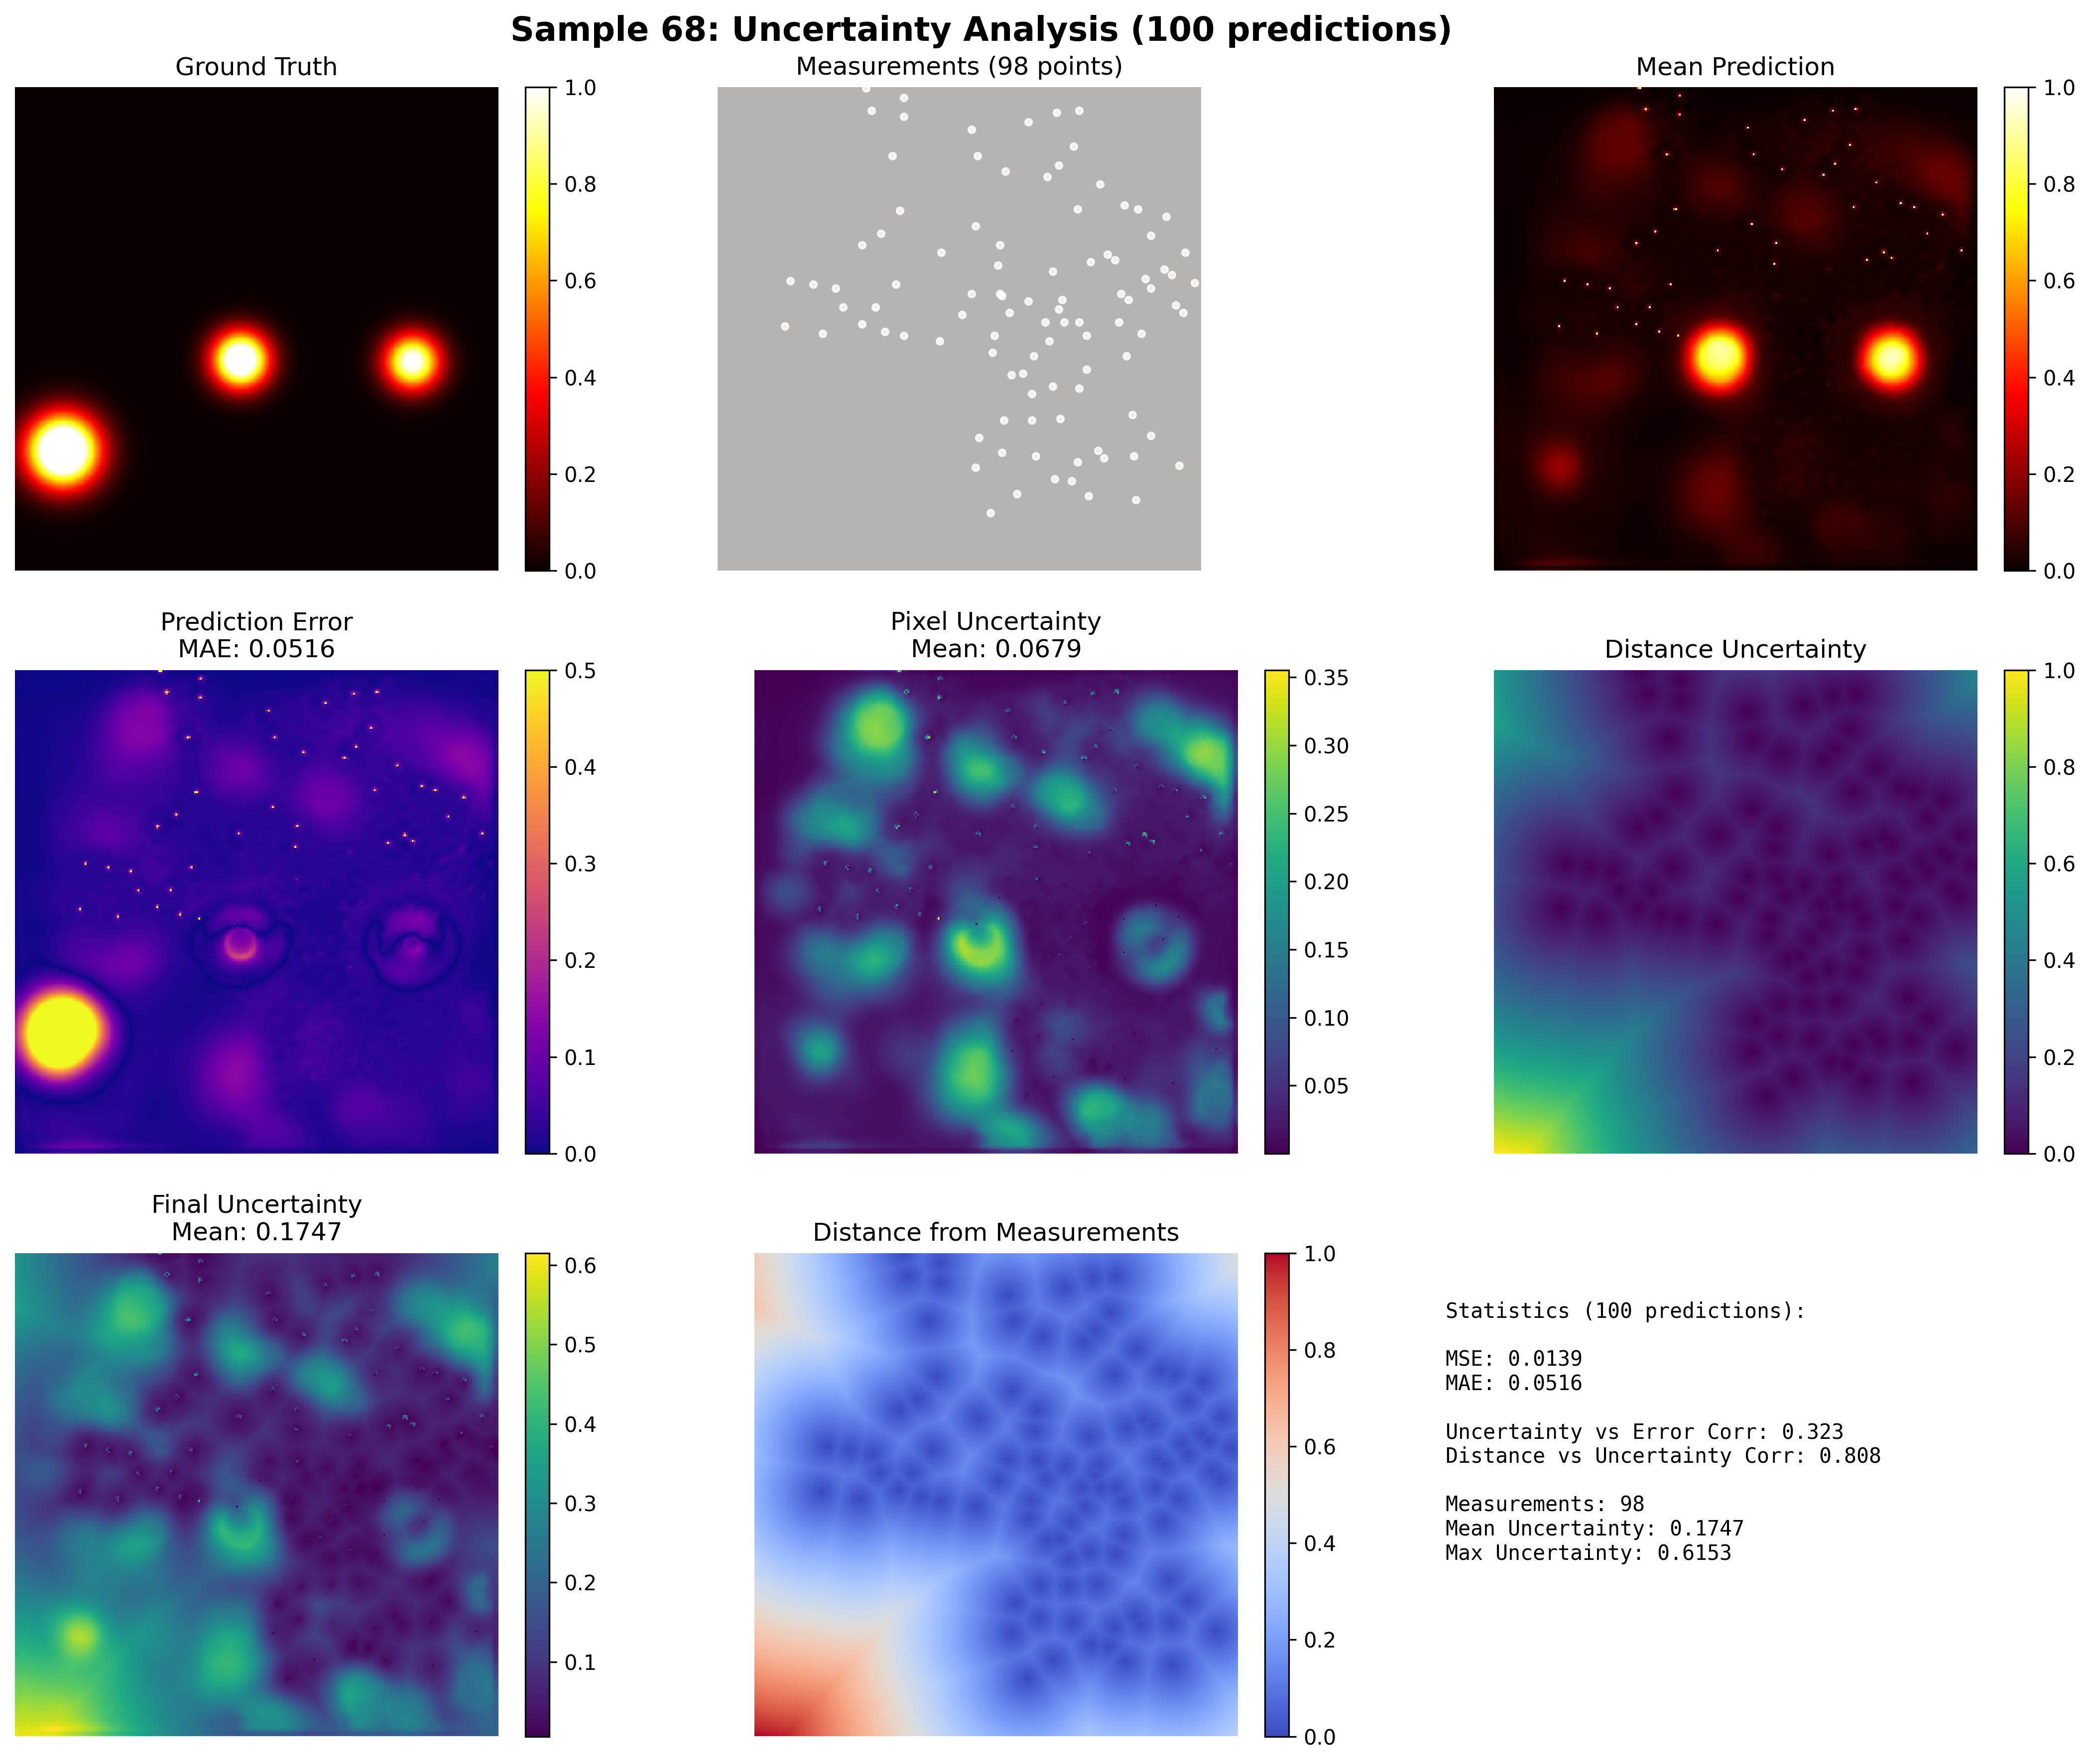 Sample 68: Uncertainty Analysis (100 predictions)
Ground Truth
1.0
0.8
0.6
0.4
0.2
0.0
Measurements (98 points)
Mean Prediction
1.0
0.8
0.6
0.4
0.2
0.0
Prediction Error
MAE: 0.0516
0.5
0.4
0.3
0.2
0.1
0.0
Pixel Uncertainty
Mean: 0.0679
0.35
0.30
0.25
0.20
0.15
0.10
0.05
Distance Uncertainty
1.0
0.8
0.6
0.4
0.2
0.0
Final Uncertainty
Mean: 0.1747
0.6
0.5
0.4
0.3
0.2
0.1
Distance from Measurements
1.0
0.8
0.6
0.4
0.2
0.0
Statistics (100 predictions):
MSE: 0.0139
MAE: 0.0516
Uncertainty vs Error Corr: 0.323
Distance vs Uncertainty Corr: 0.808
Measurements: 98
Mean Uncertainty: 0.1747
Max Uncertainty: 0.6153